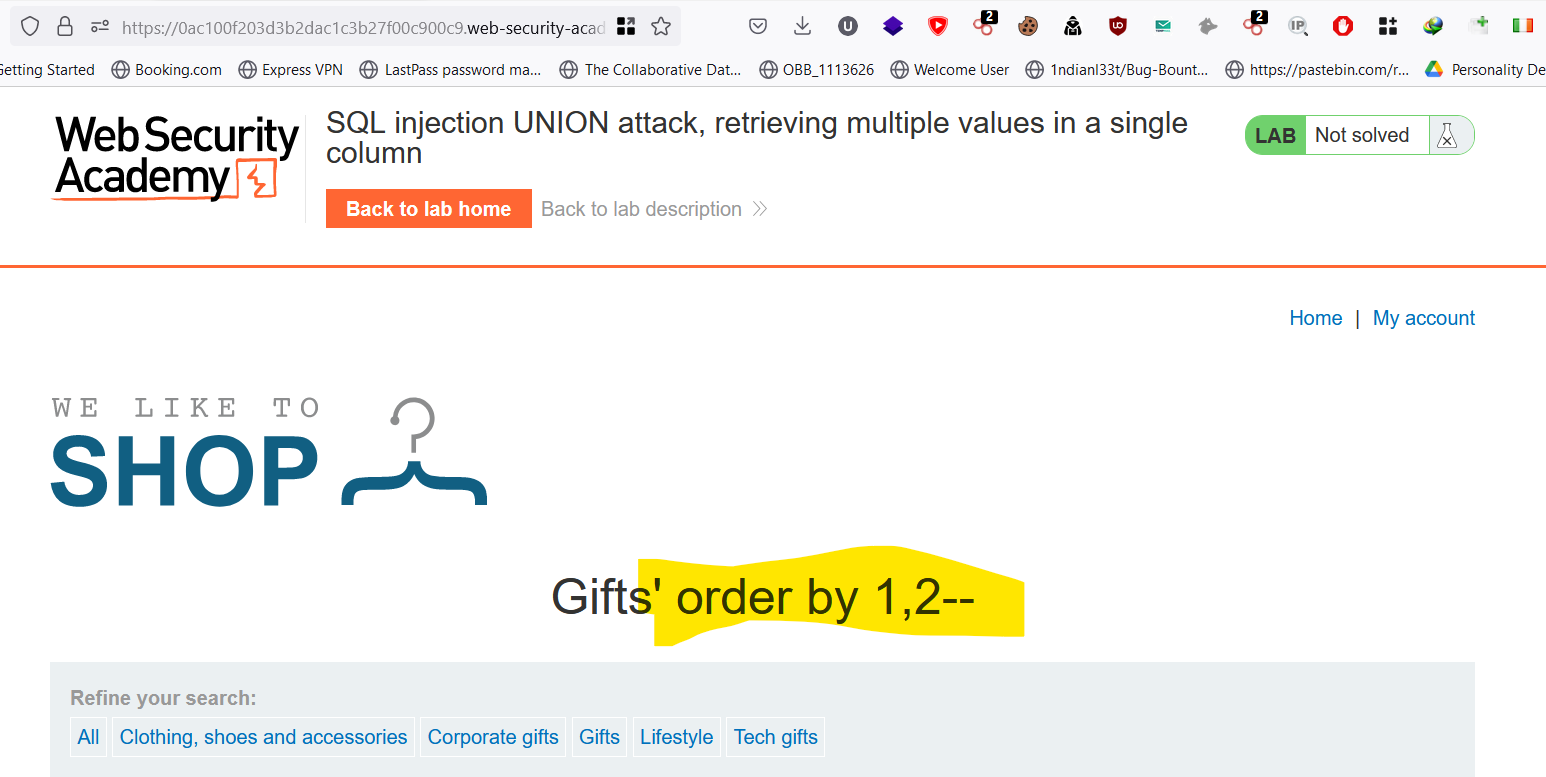 https://0ac100f203d3b2dac1c3b27f00c900c9.web-security-acad
2
2
IP
Getting Started Booking.com Express VPN LastPass password ma... The Collaborative Dat... OBB_1113626 Welcome User 1ndianl33t/Bug-Bount... https://pastebin.com/r... Personality De
Web Security
Academy
SQL injection UNION attack, retrieving multiple values in a single
column
LAB Not solved
Back to lab home Back to lab description
Home | My account
WE LIKE TO
SHOP
Gifts' order by 1,2--
Refine your search:
All Clothing, shoes and accessories Corporate gifts Gifts Lifestyle Tech gifts